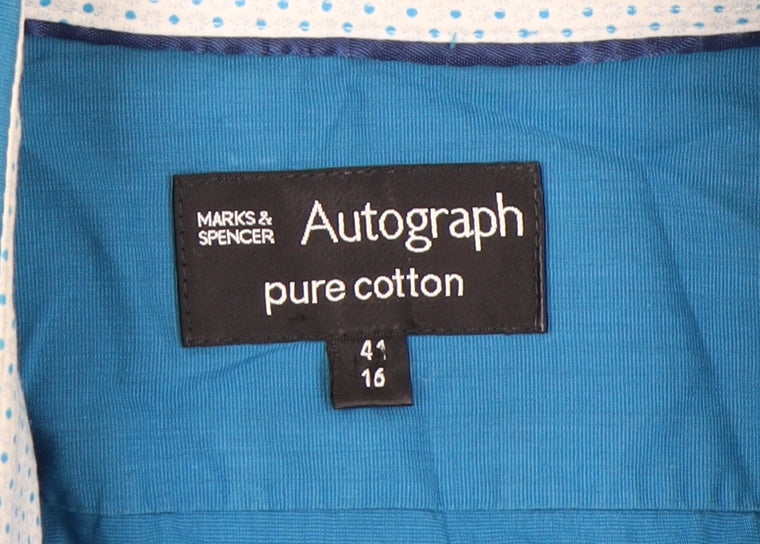 MARKS &
SPENCER
Autograph
pure cotton
41
16